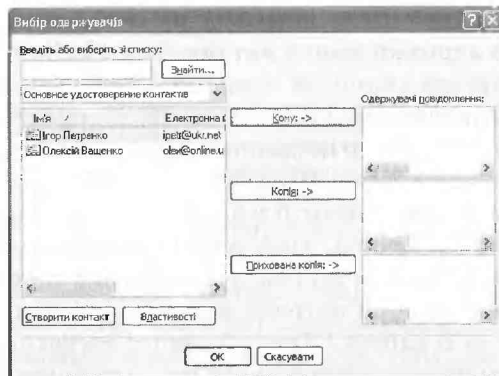 Вибір одержувачів
Введіть або виберіть зі списку:
Знайти...
Основное удостоверение контактов
Одержувачі повідомлення:
Ім'я / Електронна г
Ігор Петренко ipetr@ukr.net
Олексій Ващенко olex@online.u
Кому: ->
Копія: ->
Прихована копія: ->
Створити контакт
Властивості
OK
Скасувати